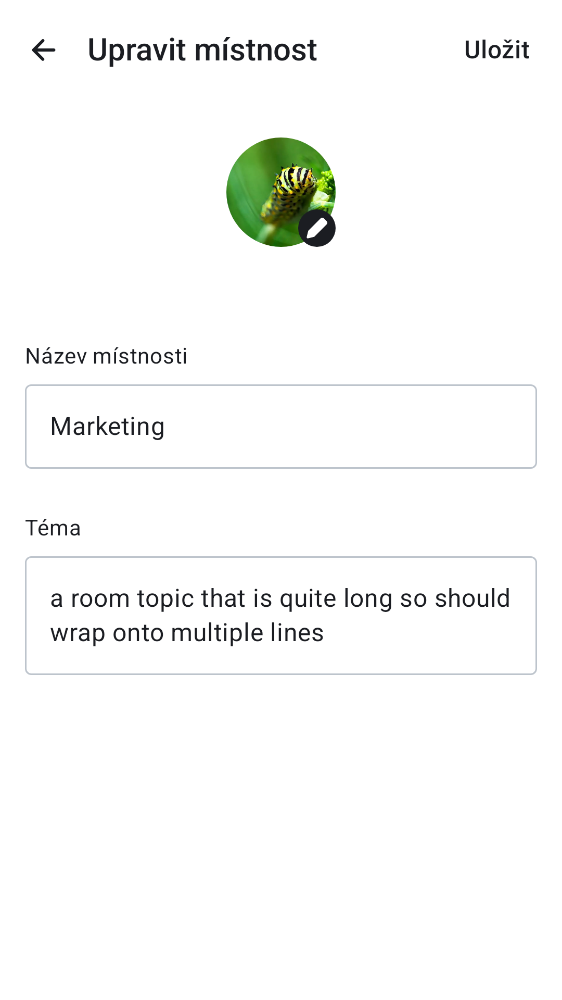 Upravit místnost
Uložit
Název místnosti
Marketing
Téma
a room topic that is quite long so should
wrap onto multiple lines